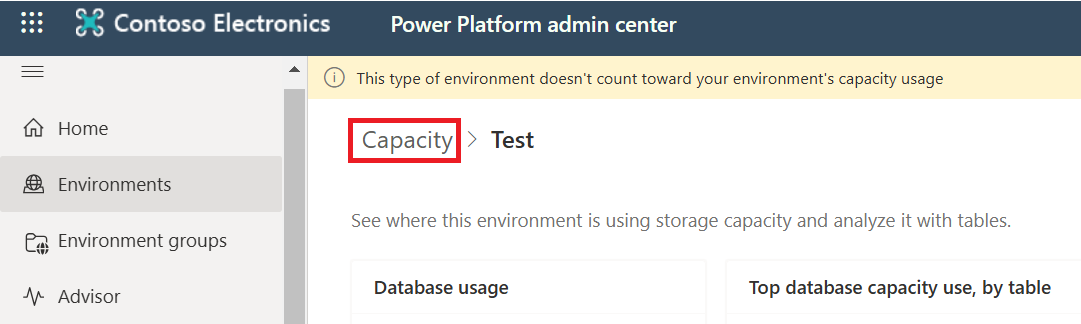 Contoso Electronics Power Platform admin center
This type of environment doesn't count toward your environment's capacity usage
Home
Environments
Environment groups
Advisor
Capacity > Test
See where this environment is using storage capacity and analyze it with tables.
Database usage
Top database capacity use, by table